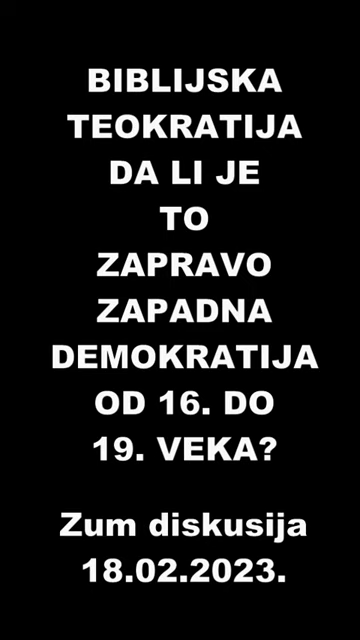 BIBLIJSKA
TEOKRATIJA
DA LI JE
TO
ZAPRAVO
ZAPADNA
DEMOKRATIJA
OD 16. DO
19. VEKA?
Zum diskusija
18.02.2023.